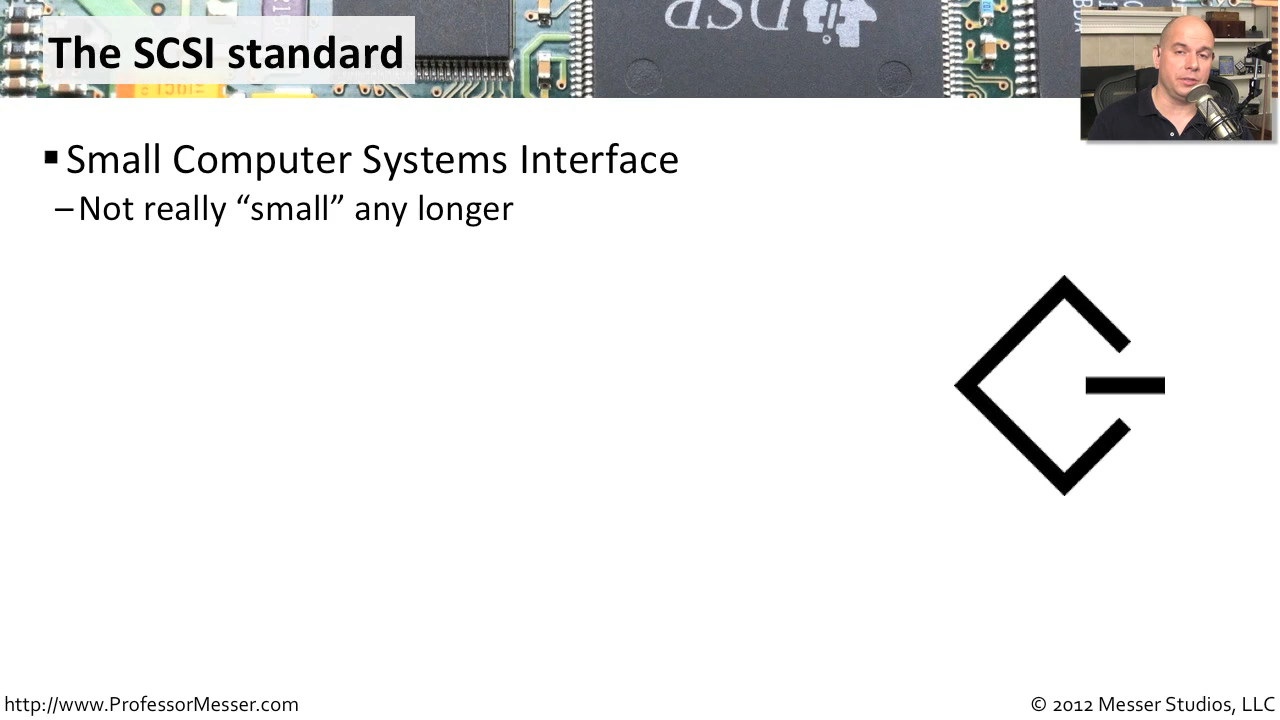 The SCSI standard
DSP
▪ Small Computer Systems Interface
– Not really “small” any longer
http://www.ProfessorMesser.com
© 2012 Messer Studios, LLC